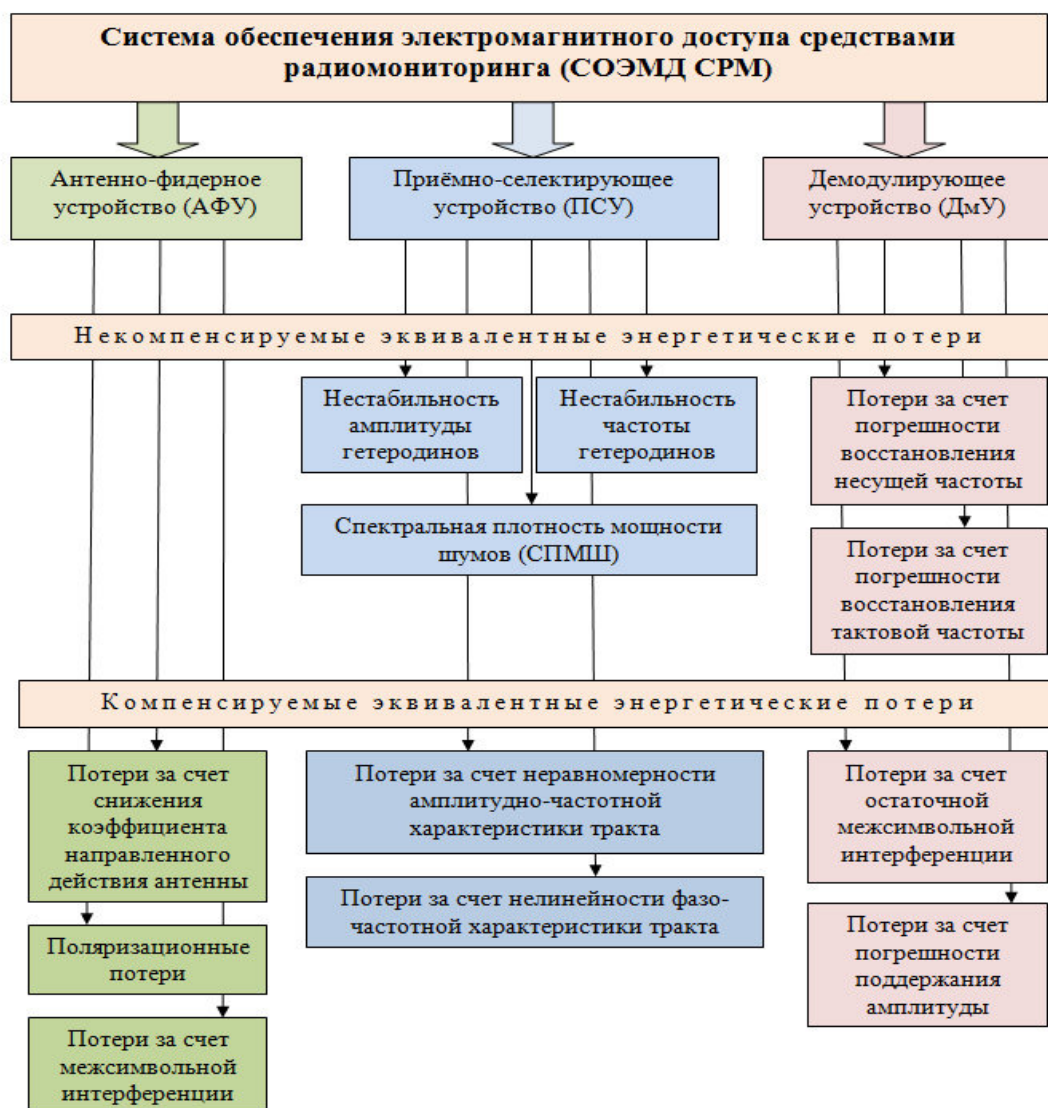 Система обеспечения электромагнитного доступа средствами
радиомониторинга (СОЭМД СРМ)
Антенно-фидерное
устройство (АФУ)
Приёмно-селектирующее
устройство (ПСУ)
Демодулирующее
устройство (ДмУ)
Некомпенсируемые эквивалентные энергетические потери
Нестабильность
амплитуды
гетеродинов
Нестабильность
частоты
гетеродинов
Потери за счет
погрешности
восстановления
несущей частоты
Спектральная плотность мощности
шумов (СПМШ)
Потери за счет
погрешности
восстановления
тактовой частоты
Компенсируемые эквивалентные энергетические потери
Потери за счет
снижения
коэффициента
направленного
действия антенны
Потери за счет неравномерности
амплитудно-частотной
характеристики тракта
Потери за счет
остаточной
межсимвольной
интерференции
Потери за счет нелинейности фазо-
частотной характеристики тракта
Поляризационные
потери
Потери за счет
погрешности
поддержания
амплитуды
Потери за счет
межсимвольной
интерференции